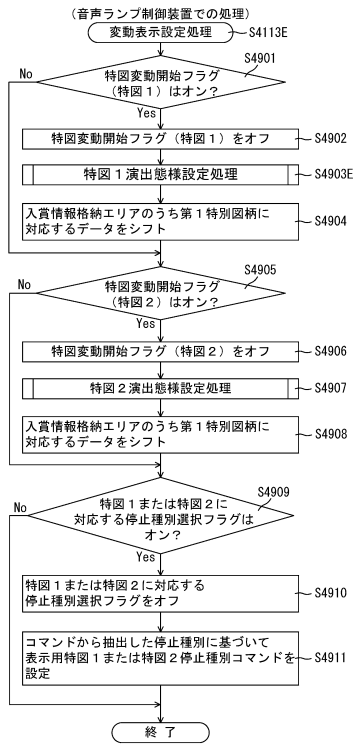 (音声ランプ制御装置での処理)
変動表示設定処理
S4113E
S4901
No
特図変動開始フラグ
(特図1)はオン?
Yes
特図変動開始フラグ(特図1)をオフ
S4902
特図1演出態様設定処理
S4903E
入賞情報格納エリアのうち第1特別図柄に
対応するデータをシフト
S4904
S4905
No
特図変動開始フラグ
(特図2)はオン?
Yes
特図変動開始フラグ(特図2)をオフ
S4906
特図2演出態様設定処理
S4907
入賞情報格納エリアのうち第1特別図柄に
対応するデータをシフト
S4908
S4909
No
特図1または特図2に
対応する停止種別選択フラグは
オン?
Yes
特図1または特図2に対応する
停止種別選択フラグをオフ
S4910
コマンドから抽出した停止種別に基づいて
表示用特図1または特図2停止種別コマンドを
設定
S4911
終了